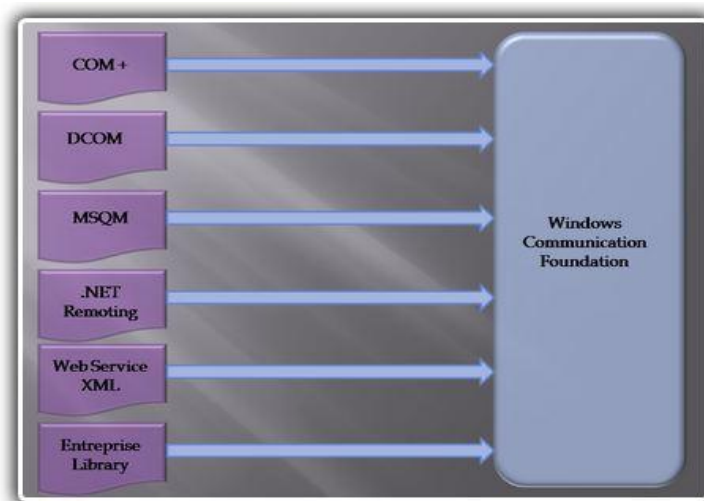 COM +
DCOM
MSQM
.NET
Remoting
Web Service
XML
Entreprise
Library
Windows
Communication
Foundation